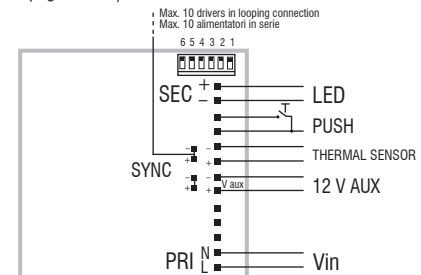 Max. 10 drivers in looping connection
Max. 10 alimentatori in serie
6 5 4 3 2 1
SEC + −
LED
PUSH
− −
+ +
THERMAL SENSOR
SYNC
− −
+ + V aux
12 V AUX
PRI N L
Vin